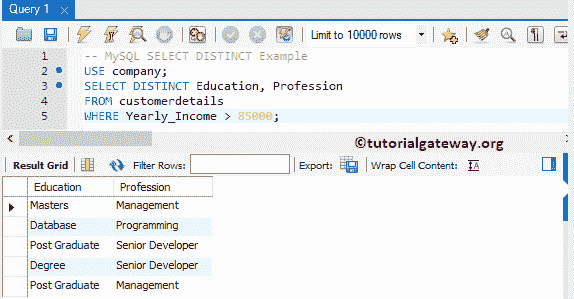 Query 1
Limit to 10000 rows
1 -- MySQL SELECT DISTINCT Example
2 USE company;
3 SELECT DISTINCT Education, Profession
4 FROM customerdetails
5 WHERE Yearly_Income > 85000;
©tutorialgateway.org
Result Grid Filter Rows: Export: Wrap Cell Content:
Education Profession
Masters Management
Database Programming
Post Graduate Senior Developer
Degree Senior Developer
Post Graduate Management